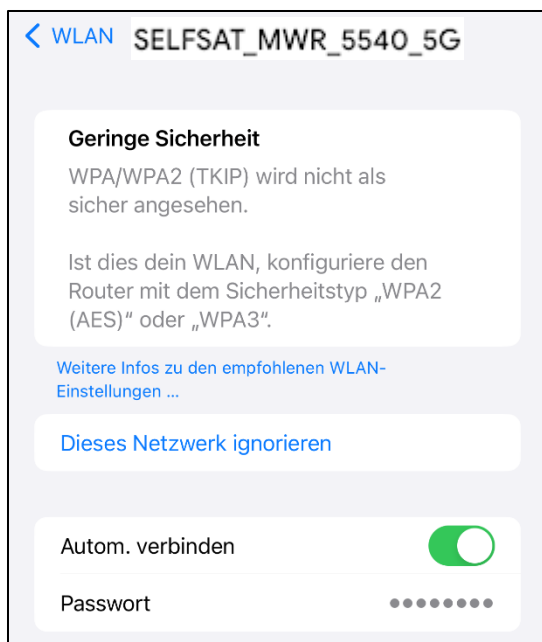 WLAN SELFSAT_MWR_5540_5G
Geringe Sicherheit
WPA/WPA2 (TKIP) wird nicht als
sicher angesehen.
Ist dies dein WLAN, konfiguriere den
Router mit dem Sicherheitstyp „WPA2
(AES)“ oder „WPA3“.
Weitere Infos zu den empfohlenen WLAN-
Einstellungen ...
Dieses Netzwerk ignorieren
Autom. verbinden
Passwort ●●●●●●●●